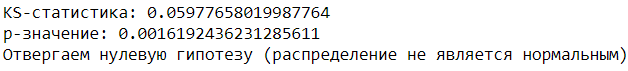 KS-статистика: 0.05977658019987764
p-значение: 0.0016192436231285611
Отвергаем нулевую гипотезу (распределение не является нормальным)